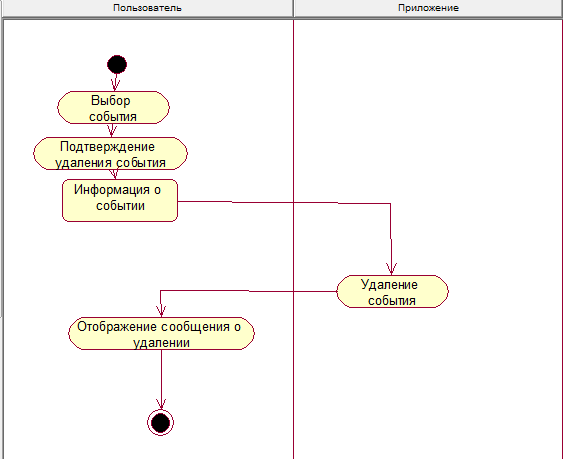 Пользователь
Приложение
Выбор
события
Подтверждение
удаления события
Информация о
событии
Удаление
события
Отображение сообщения о
удалении